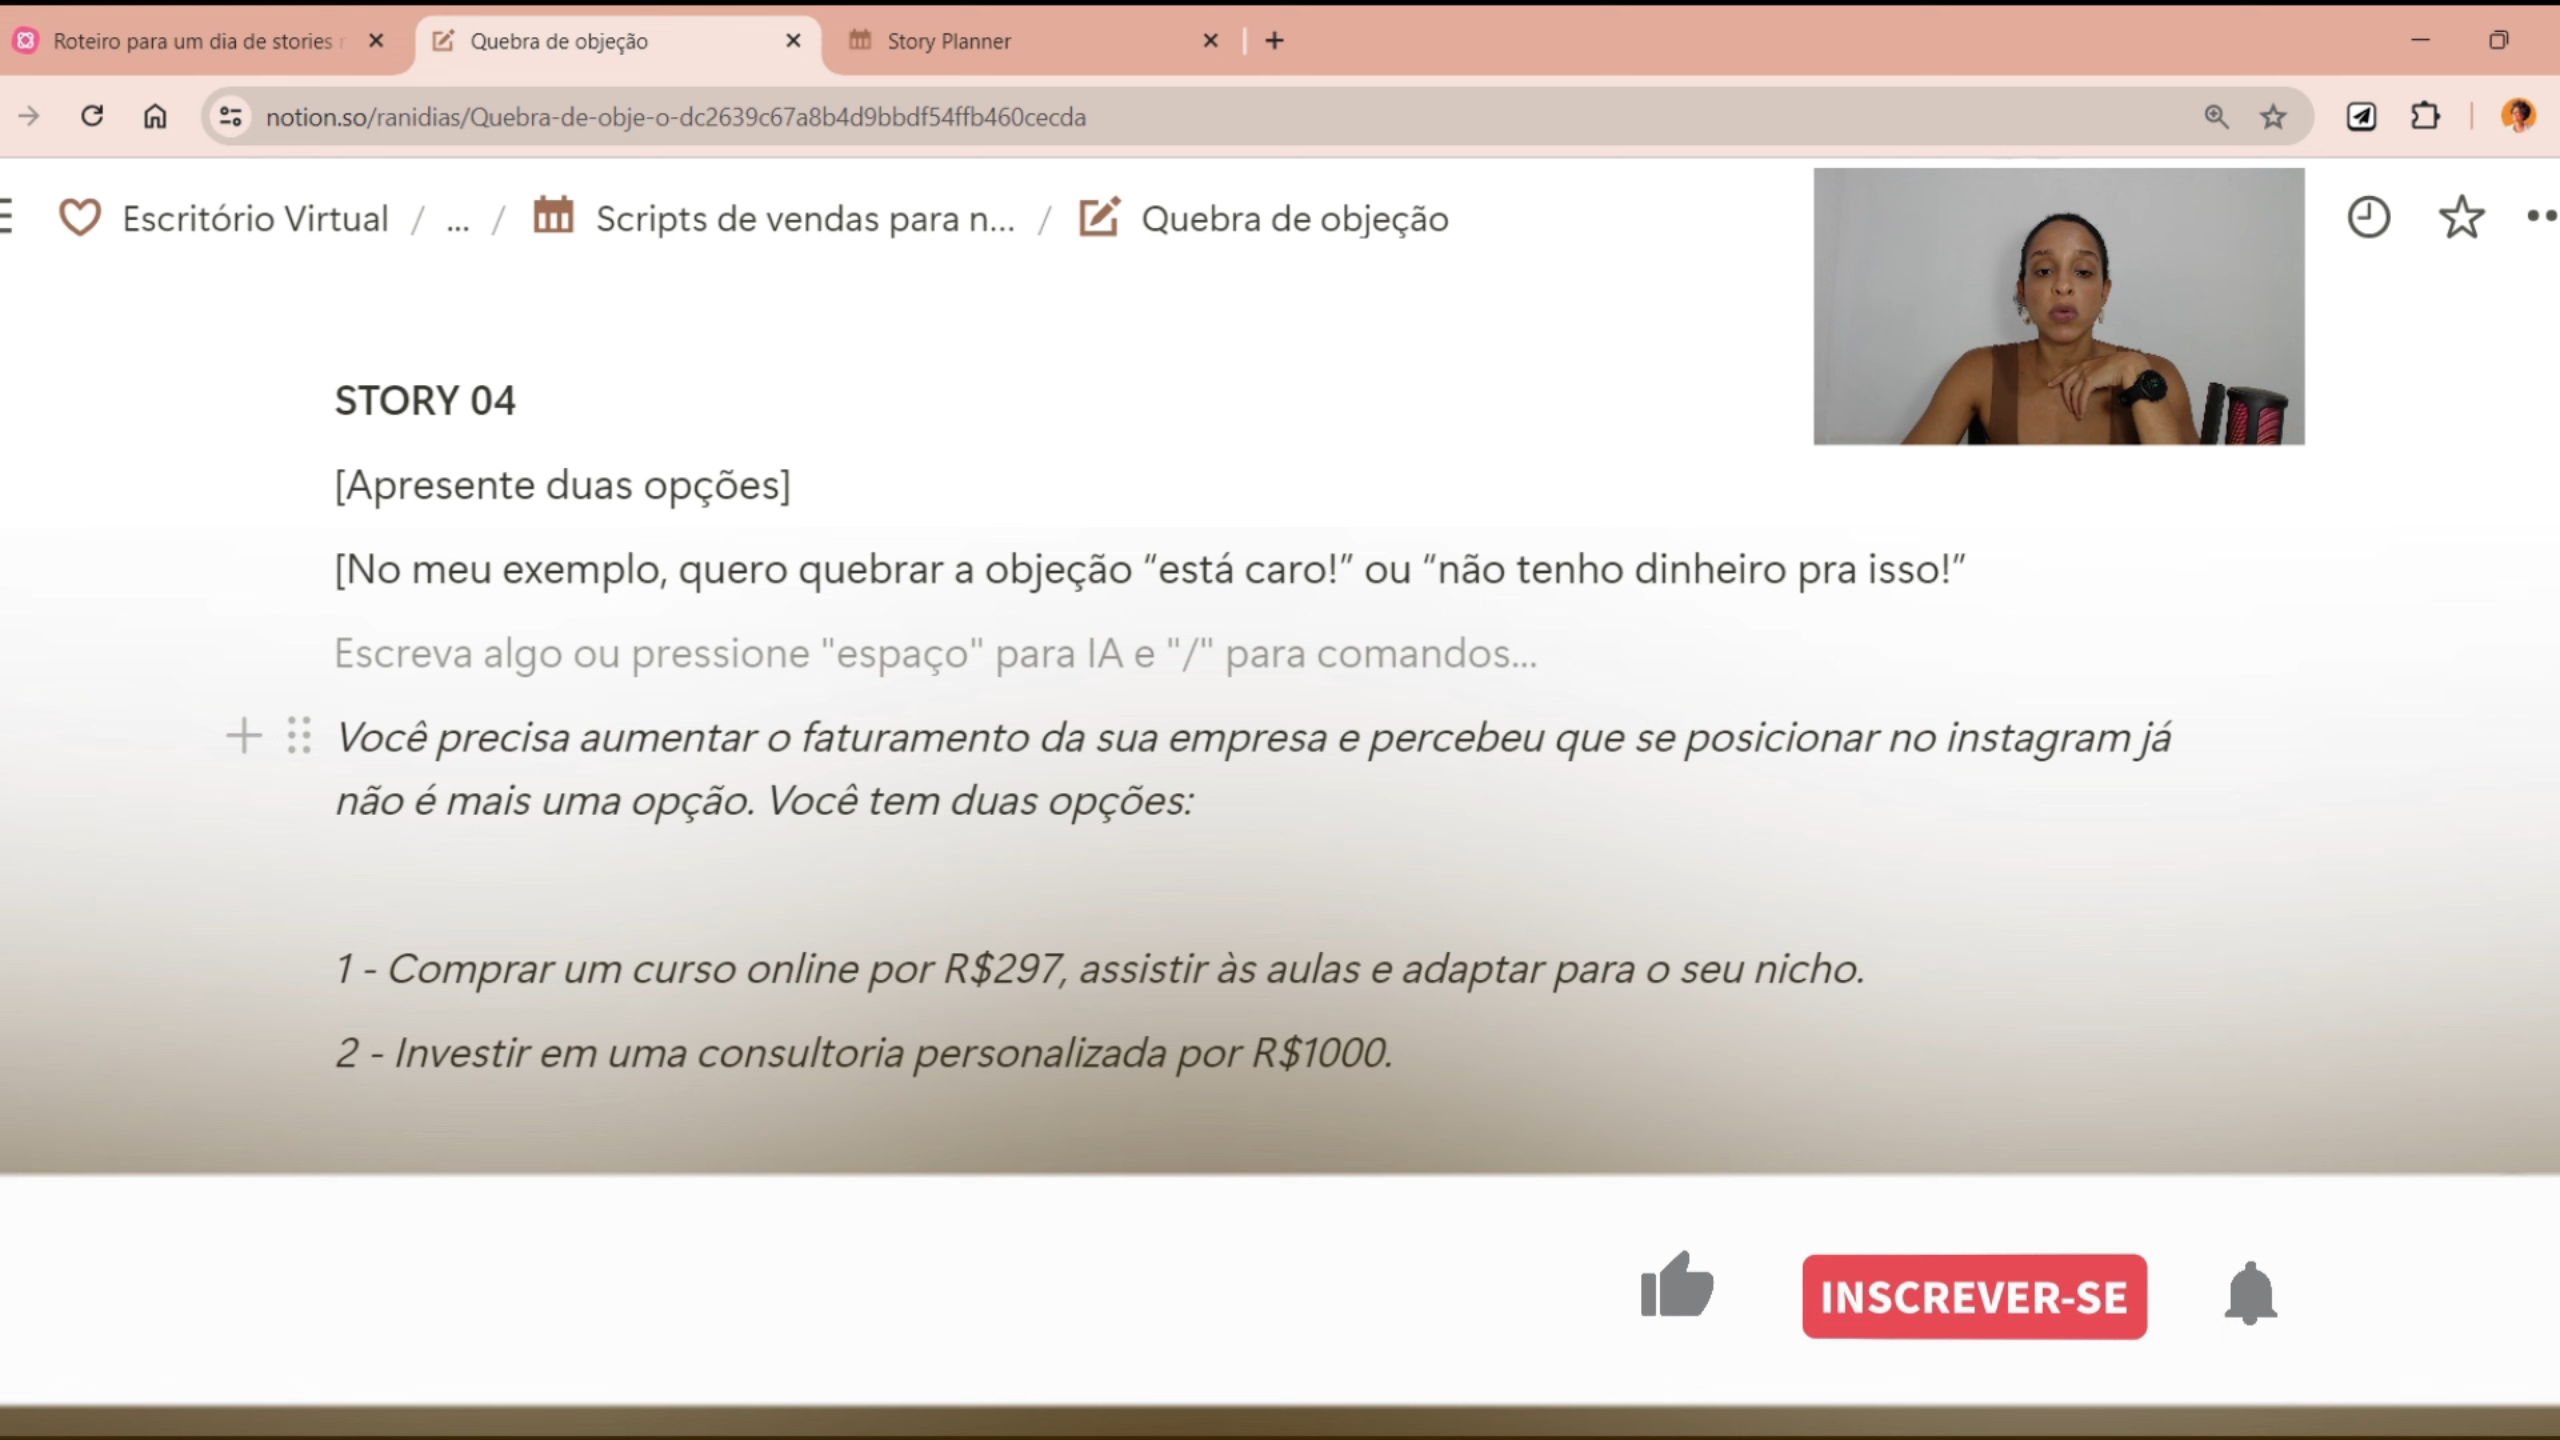 Roteiro para um dia de stories
Quebra de objeção
Story Planner
notion.so/ranidias/Quebra-de-obje-o-dc2639c67a8b4d9bbdf54ffb460cecda
Escritório Virtual / ... / Scripts de vendas para n... / Quebra de objeção
STORY 04
[Apresente duas opções]
[No meu exemplo, quero quebrar a objeção “está caro!” ou “não tenho dinheiro pra isso!”
Escreva algo ou pressione "espaço" para IA e "/" para comandos...
Você precisa aumentar o faturamento da sua empresa e percebeu que se posicionar no instagram já
não é mais uma opção. Você tem duas opções:
1 - Comprar um curso online por R$297, assistir às aulas e adaptar para o seu nicho.
2 - Investir em uma consultoria personalizada por R$1000.
INSCREVER-SE